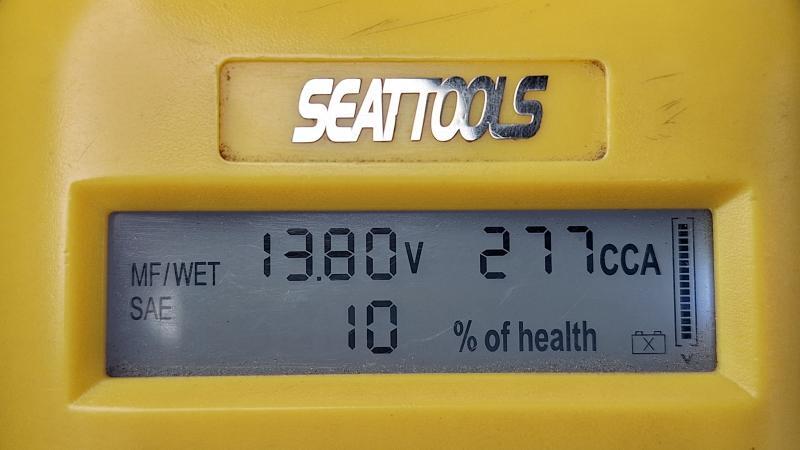 SEATTOOLS
MF/WET 13.80V 277CCA
SAE 10 % of health